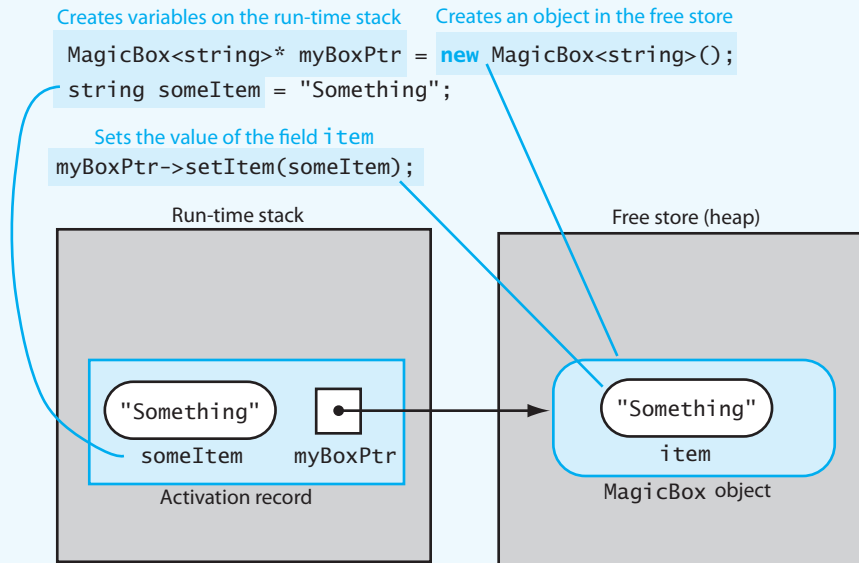 Creates variables on the run-time stack
Creates an object in the free store
MagicBox<string>* myBoxPtr = new MagicBox<string>();
string someItem = "Something";
Sets the value of the field item
myBoxPtr->setItem(someItem);
Run-time stack
Free store (heap)
"Something"
someItem
myBoxPtr
Activation record
"Something"
item
MagicBox object